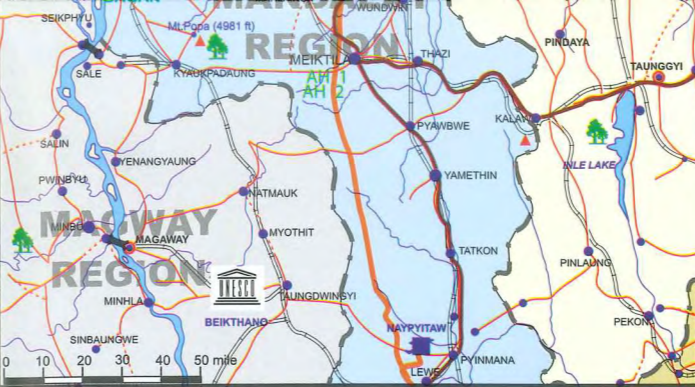 MANDALAY
REGION
WUNDWIN
SEIKPHYU
Mt.Popa (4981 ft)
PINDAYA
MEIKTILA
THAZI
TAUNGGYI
SALE
KYAUKPADAUNG
AH 1
AH 2
KALAW
PYAWBWE
SALIN
YENANGYAUNG
INLE LAKE
PWINBYU
NATMAUK
YAMETHIN
MAGWAY
REGION
MINBU
MAGAWAY
MYOTHIT
TATKON
PINLAUNG
UNESCO
MINHLA
TAUNGDWINGYI
BEIKTHANO
NAYPYITAW
PEKON
SINBAUNGWE
PYINMANA
LEWE
0 10 20 30 40 50 mile